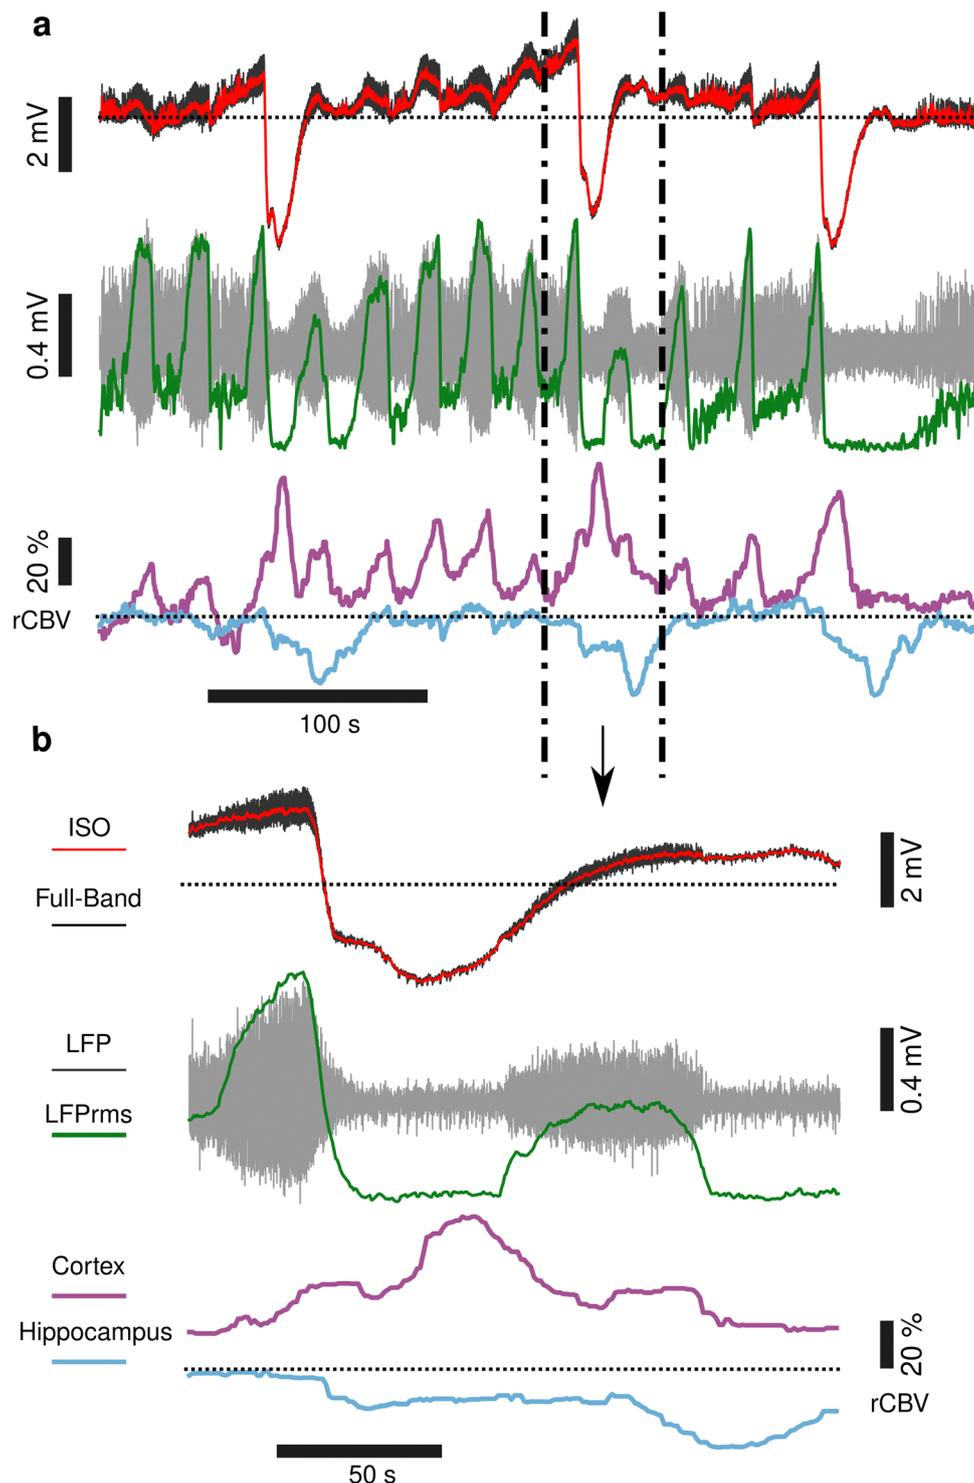 a
2 mV
0.4 mV
20 %
rCBV
100 s
b
ISO
Full-Band
2 mV
LFP
LFPrms
0.4 mV
Cortex
Hippocampus
20 %
rCBV
50 s